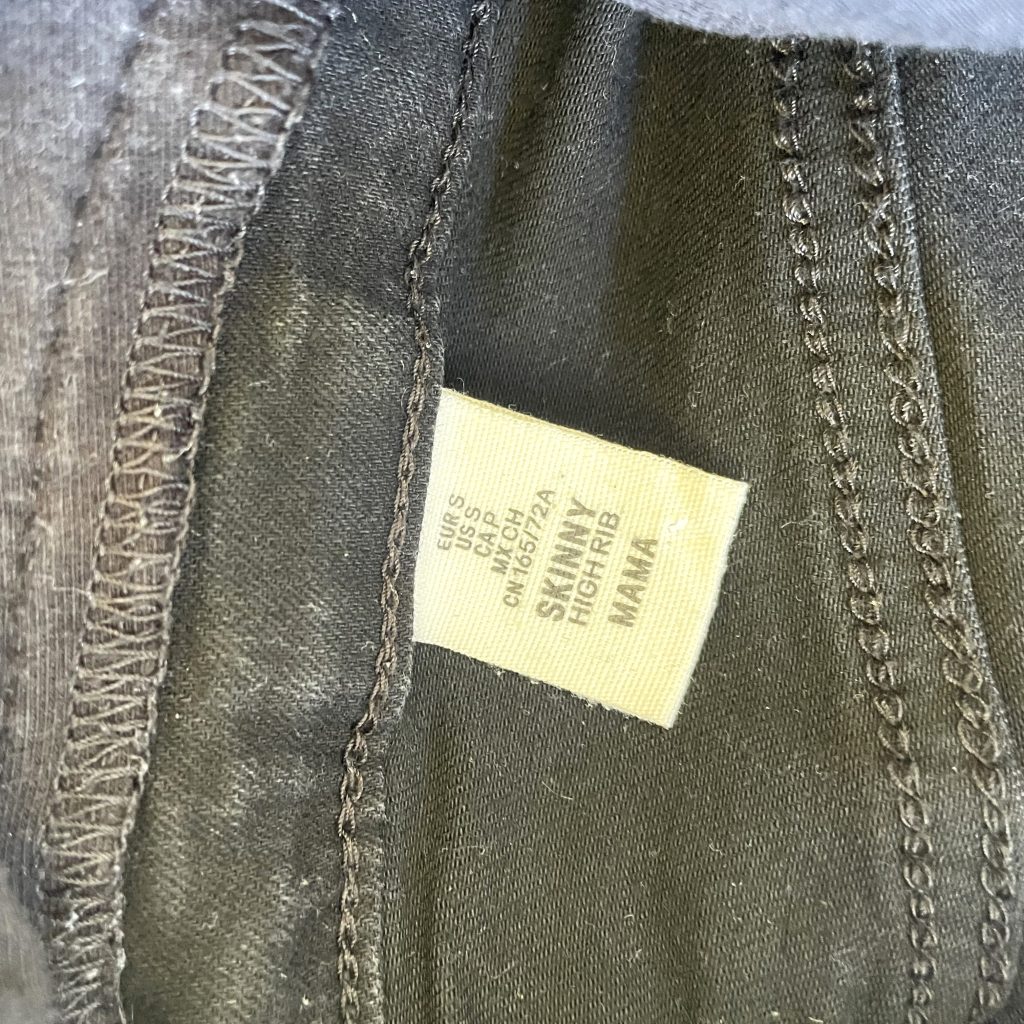 EUR S
US S
CA P
MX CH
CN 165/72A
SKINNY
HIGH RIB
MAMA